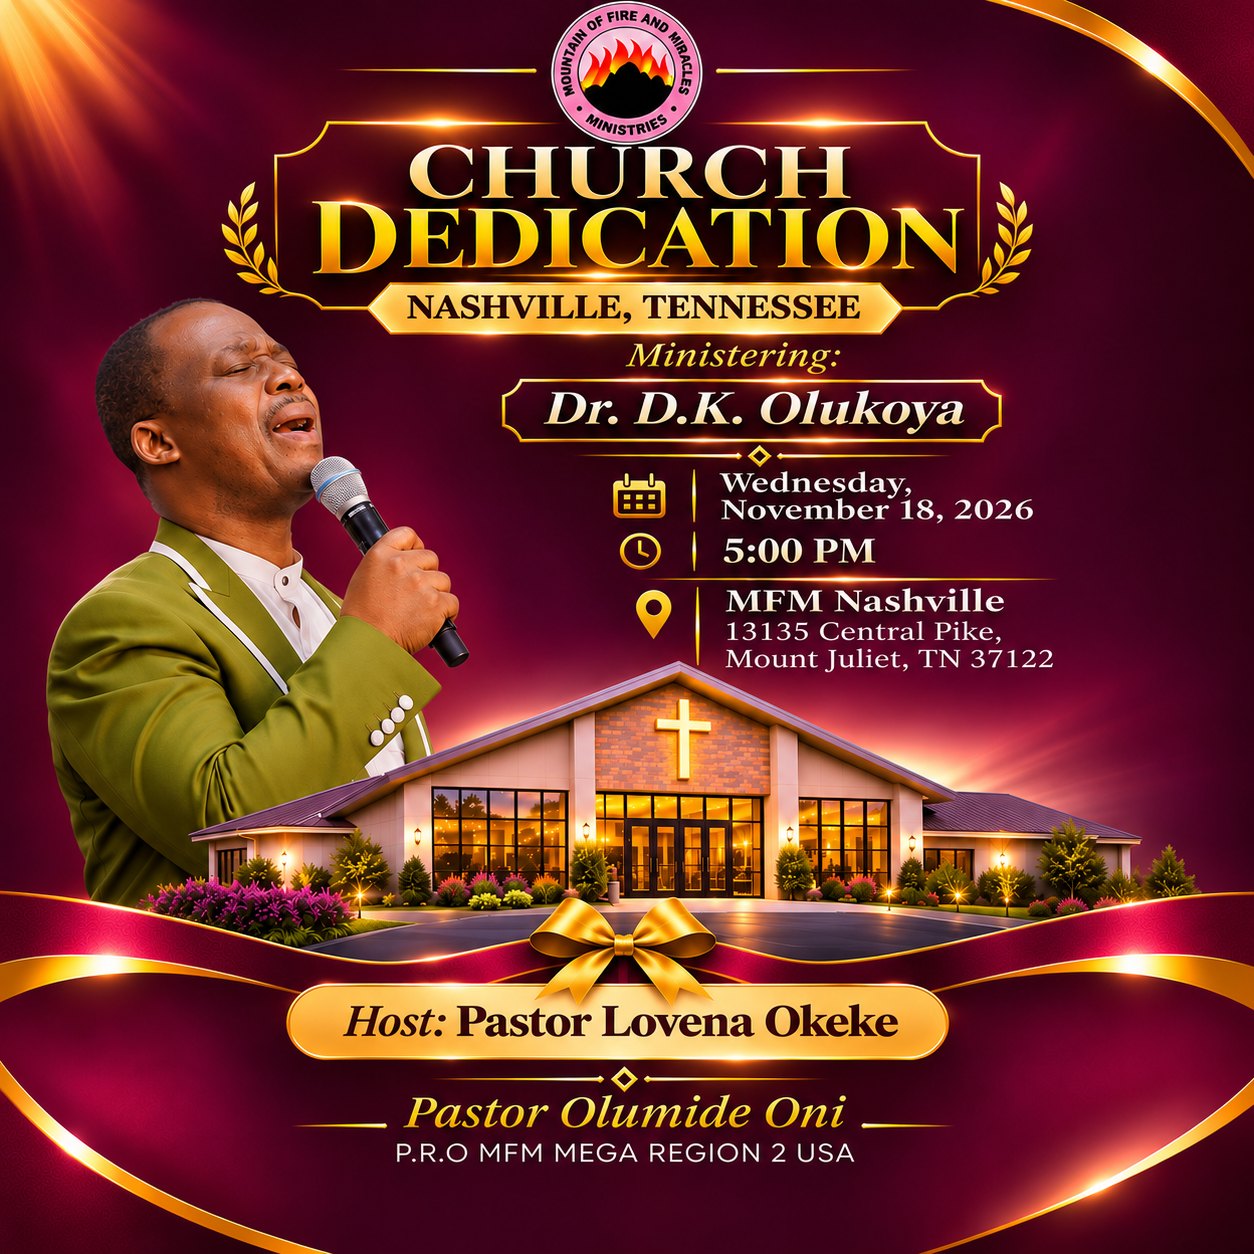 MOUNTAIN OF FIRE AND MIRACLES
• MINISTRIES •
CHURCH
DEDICATION
NASHVILLE, TENNESSEE
Ministering:
Dr. D.K. Olukoya
Wednesday,
November 18, 2026
5:00 PM
MFM Nashville
13135 Central Pike,
Mount Juliet, TN 37122
Host: Pastor Lovena Okeke
Pastor Olumide Oni
P.R.O MFM MEGA REGION 2 USA